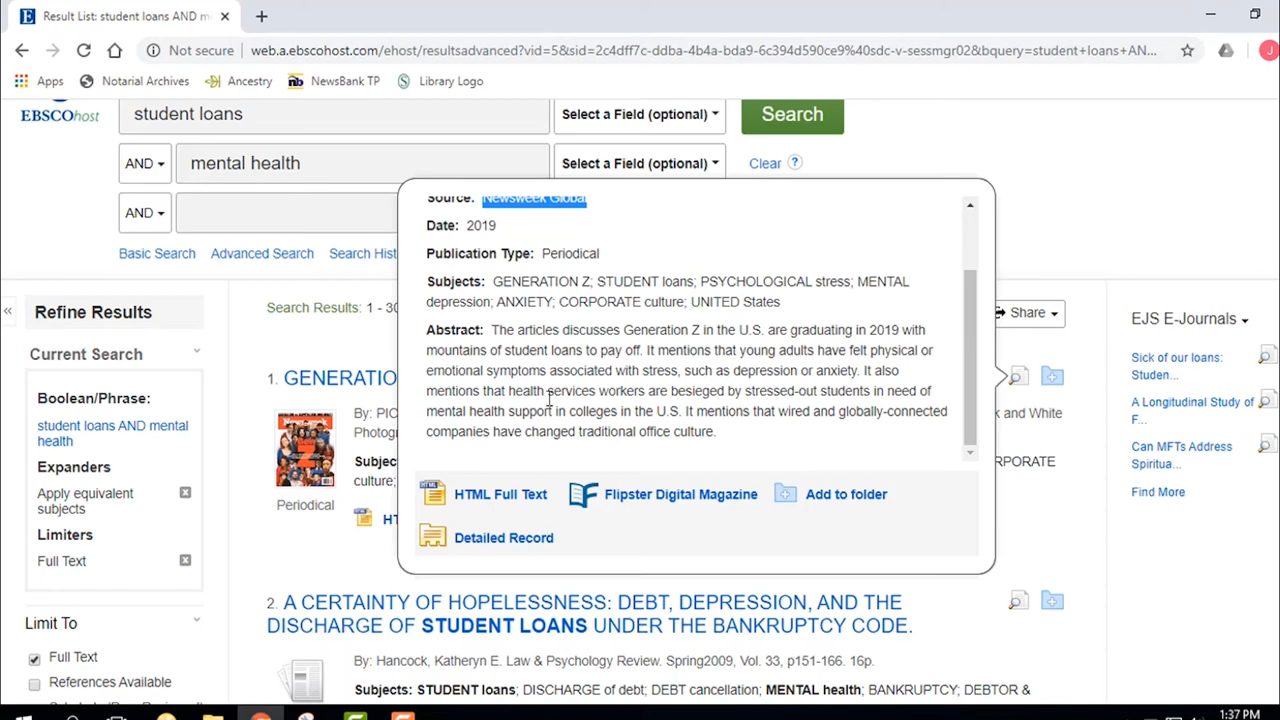 Result List: student loans AND m
Not secure
web.a.ebscohost.com/ehost/resultsadvanced?vid=5&sid=2c4dff7c-ddba-4b4a-bda9-6c394d590ce9%40sdc-v-sessmgr02&bquery=student+loans+AN...
J
Apps
Notarial Archives
Ancestry
NewsBank TP
Library Logo
EBSCOhost
student loans
Select a Field (optional)
Search
AND
mental health
Select a Field (optional)
Clear
?
AND
Basic Search
Advanced Search
Search Hist
Source: Newsweek Global
Date: 2019
Publication Type: Periodical
Subjects: GENERATION Z; STUDENT loans; PSYCHOLOGICAL stress; MENTAL
depression; ANXIETY; CORPORATE culture; UNITED States
Abstract: The articles discusses Generation Z in the U.S. are graduating in 2019 with
mountains of student loans to pay off. It mentions that young adults have felt physical or
emotional symptoms associated with stress, such as depression or anxiety. It also
mentions that health services workers are besieged by stressed-out students in need of
mental health support in colleges in the U.S. It mentions that wired and globally-connected
companies have changed traditional office culture.
HTML Full Text
Flipster Digital Magazine
Add to folder
Detailed Record
Refine Results
Current Search
Boolean/Phrase:
student loans AND mental
health
Expanders
Apply equivalent
subjects
Limiters
Full Text
Limit To
Full Text
References Available
Search Results: 1 - 30
Share
1. GENERATIO
By: PIO
Photogr
Subjec
culture;
ck and White
CORPORATE
Periodical
HT
2. A CERTAINTY OF HOPELESSNESS: DEBT, DEPRESSION, AND THE
DISCHARGE OF STUDENT LOANS UNDER THE BANKRUPTCY CODE.
By: Hancock, Katheryn E. Law & Psychology Review. Spring2009, Vol. 33, p151-166. 16p.
Subjects: STUDENT loans; DISCHARGE of debt; DEBT cancellation; MENTAL health; BANKRUPTCY; DEBTOR &
EJS E-Journals
Sick of our loans:
Studen...
A Longitudinal Study of
F...
Can MFTs Address
Spiritua...
Find More
1:37 PM